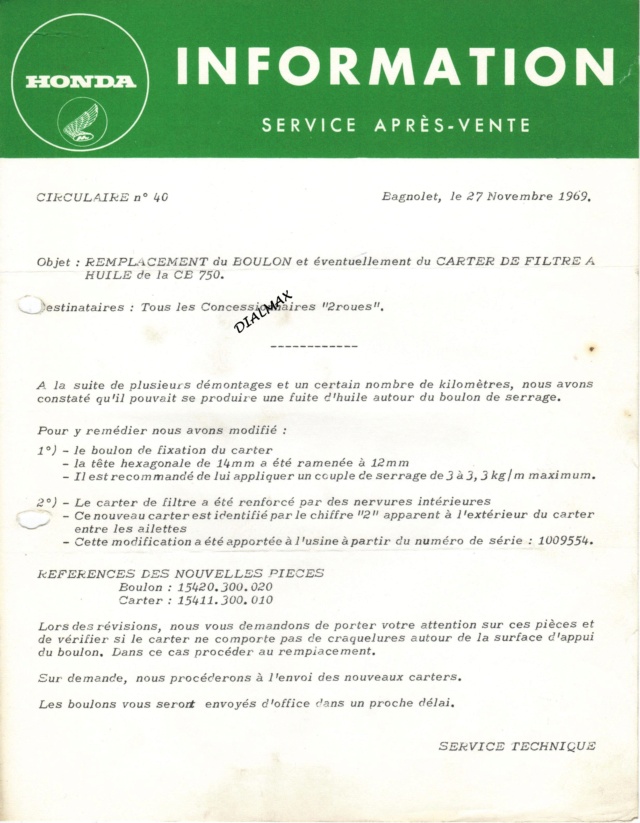 HONDA
INFORMATION
SERVICE APRÈS-VENTE
CIRCULAIRE n° 40
Bagnolet, le 27 Novembre 1969.
Objet : REMPLACEMENT du BOULON et éventuellement du CARTER DE FILTRE A
HUILE de la CB 750.
estinataires : Tous les Concessionnaires "2roues".
DIALMAX
------------
A la suite de plusieurs démontages et un certain nombre de kilomètres, nous avons
constaté qu'il pouvait se produire une fuite d'huile autour du boulon de serrage.
Pour y remédier nous avons modifié :
1°) - le boulon de fixation du carter
- la tête hexagonale de 14mm a été ramenée à 12mm
- Il est recommandé de lui appliquer un couple de serrage de 3 à 3,3 kg/m maximum.
2°) - Le carter de filtre a été renforcé par des nervures intérieures
- Ce nouveau carter est identifié par le chiffre "2" apparent à l'extérieur du carter
entre les ailettes
- Cette modification a été apportée à l'usine à partir du numéro de série : 1009554.
REFERENCES DES NOUVELLES PIECES
Boulon : 15420.300.020
Carter : 15411.300.010
Lors des révisions, nous vous demandons de porter votre attention sur ces pièces et
de vérifier si le carter ne comporte pas de craquelures autour de la surface d'appui
du boulon. Dans ce cas procéder au remplacement.
Sur demande, nous procéderons à l'envoi des nouveaux carters.
Les boulons vous seront envoyés d'office dans un proche délai.
SERVICE TECHNIQUE